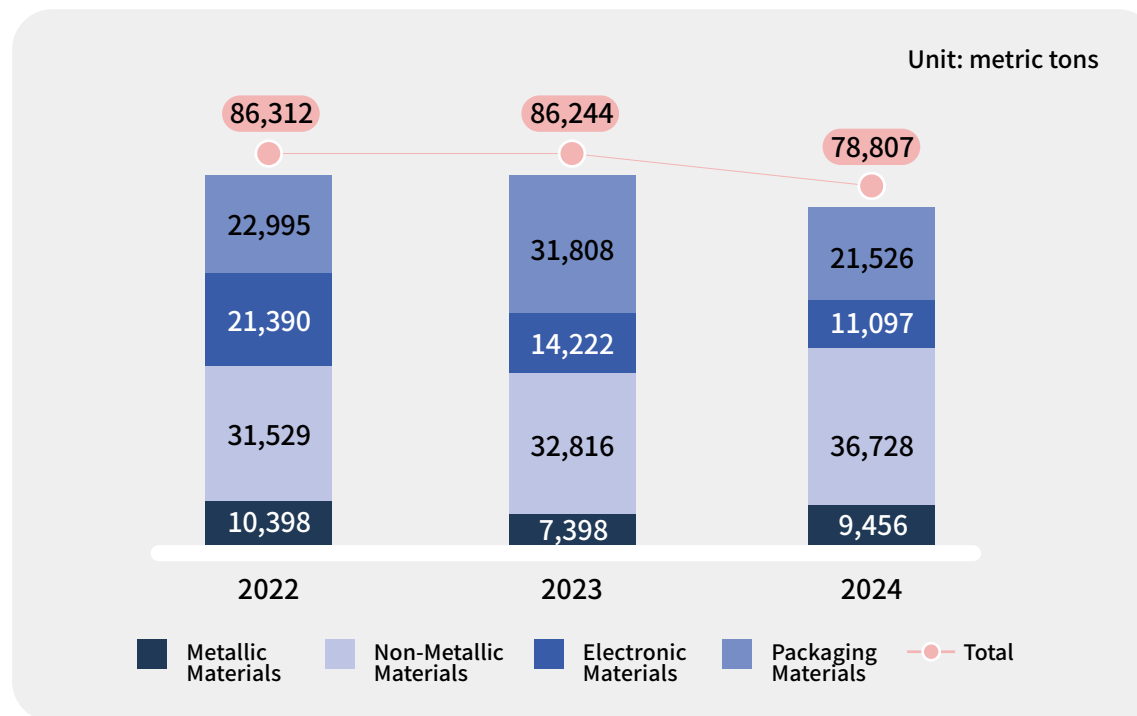 Unit: metric tons
86,312
86,244
78,807
22,995
31,808
21,526
21,390
14,222
11,097
31,529
32,816
36,728
10,398
7,398
9,456
2022
2023
2024
Metallic
Materials
Non-Metallic
Materials
Electronic
Materials
Packaging
Materials
Total